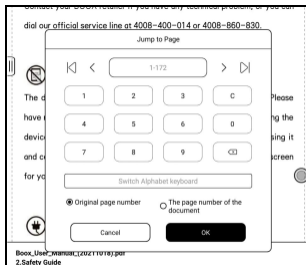 Contact your BOOX retailer if you have any technical problem, or you can
dial our official service line at 4008-400-014 or 4008-860-830.
Jump to Page
1-172
1 2 3 C
4 5 6 0
7 8 9
Switch Alphabet keyboard
Original page number
The page number of the
document
Cancel OK
The d
Please
have
ng the
device
sing it
and c
screen
for yo
Boox_User_Manual_(20211018).pdf
2.Safety Guide